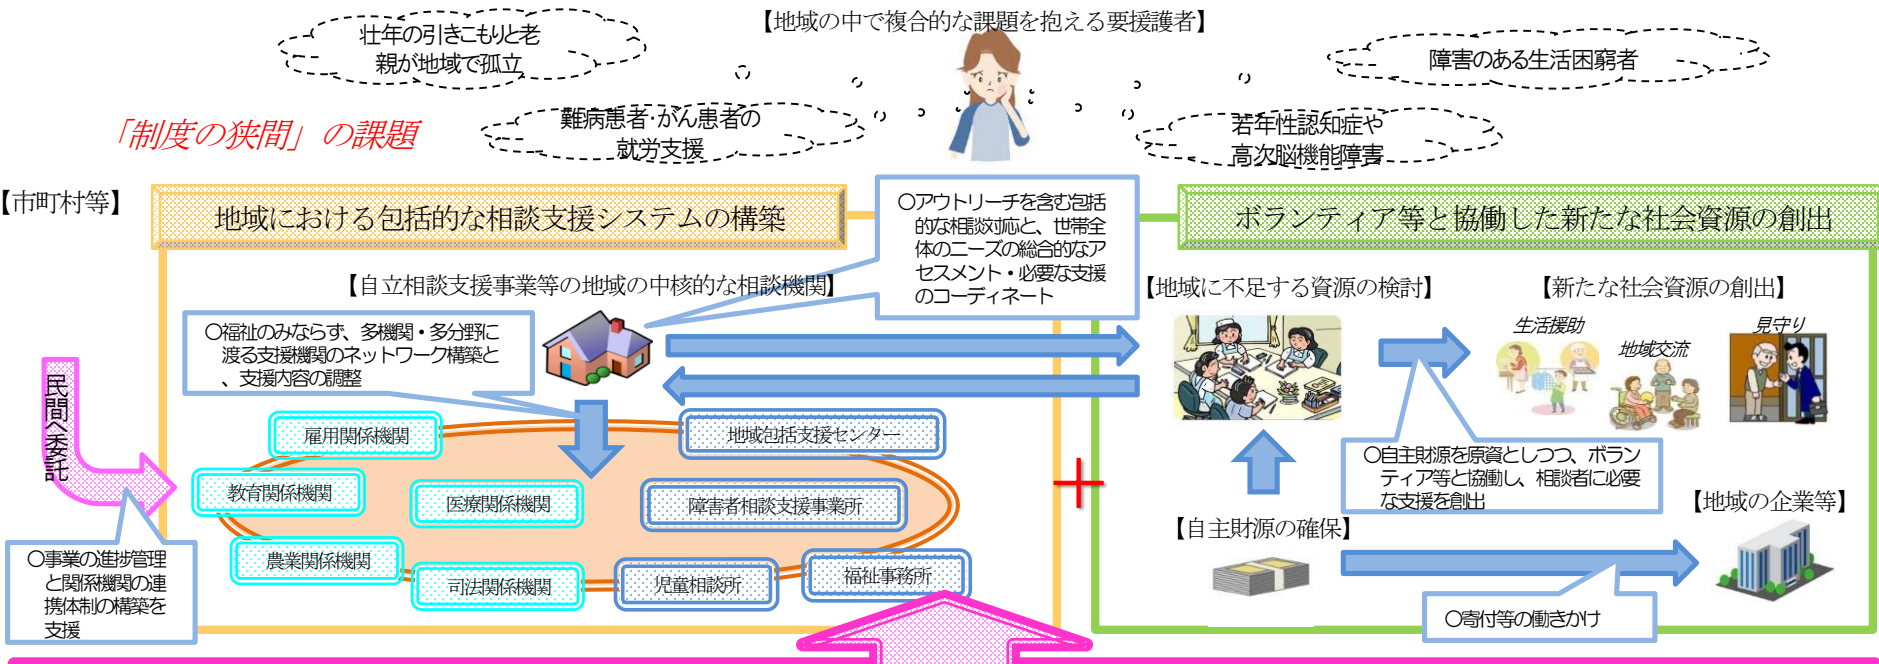 【地域の中で複合的な課題を抱える要援護者】
壮年の引きこもりと老
親が地域で孤立
障害のある生活困窮者
難病患者･がん患者の
就労支援
若年性認知症や
高次脳機能障害
「制度の狭間」の課題
【市町村等】
地域における包括的な相談支援システムの構築
○アウトリーチを含む包括
的な相談対応と、世帯全
体のニーズの総合的なア
セスメント・必要な支援
のコーディネート
ボランティア等と協働した新たな社会資源の創出
【自立相談支援事業等の地域の中核的な相談機関】
○福祉のみならず、多機関・多分野に
渡る支援機関のネットワーク構築と
、支援内容の調整
【地域に不足する資源の検討】
【新たな社会資源の創出】
生活援助
地域交流
見守り
民間へ委託
雇用関係機関
地域包括支援センター
教育関係機関
医療関係機関
障害者相談支援事業所
農業関係機関
司法関係機関
児童相談所
福祉事務所
○事業の進捗管理
と関係機関の連
携体制の構築を
支援
○自主財源を原資としつつ、ボラン
ティア等と協働し、相談者に必要
な支援を創出
【自主財源の確保】
【地域の企業等】
○寄付等の働きかけ